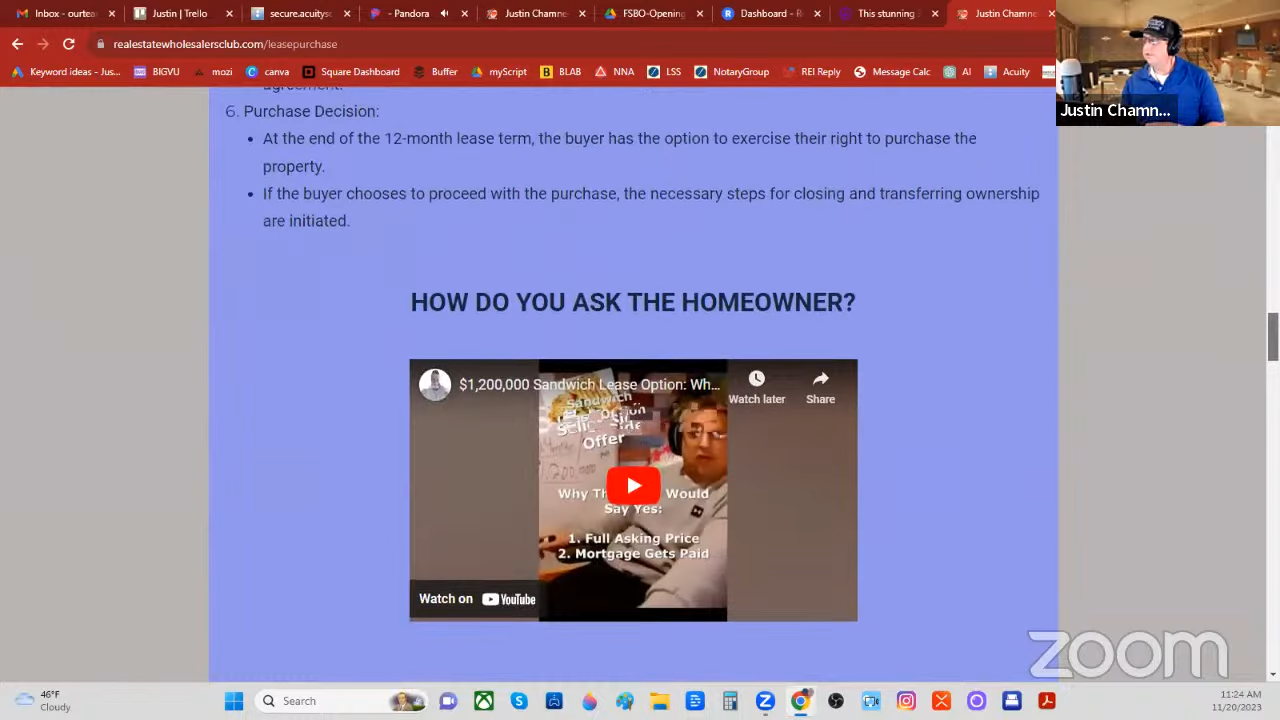 Inbox - ourtea
Justin | Trello
secure.acuitysc
- Pandora
Justin Chamne
FSBO-Opening
Dashboard - R
This stunning
Justin Chamne
realestatewholesalersclub.com/leasepurchase
Keyword ideas - Jus...
BIGVU
mozi
canva
Square Dashboard
Buffer
myScript
BLAB
NNA
LSS
NotaryGroup
REI Reply
Message Calc
AI
Acuity
Justin Chamn...
agreement.
6. Purchase Decision:
At the end of the 12-month lease term, the buyer has the option to exercise their right to purchase the
property.
If the buyer chooses to proceed with the purchase, the necessary steps for closing and transferring ownership
are initiated.
HOW DO YOU ASK THE HOMEOWNER?
$1,200,000 Sandwich Lease Option: Wh...
Watch later
Share
Sandwich
Offer
Why Th Would
Say Yes:
1. Full Asking Price
2. Mortgage Gets Paid
Watch on YouTube
zoom
46°F
Cloudy
Search
11:24 AM
11/20/2023